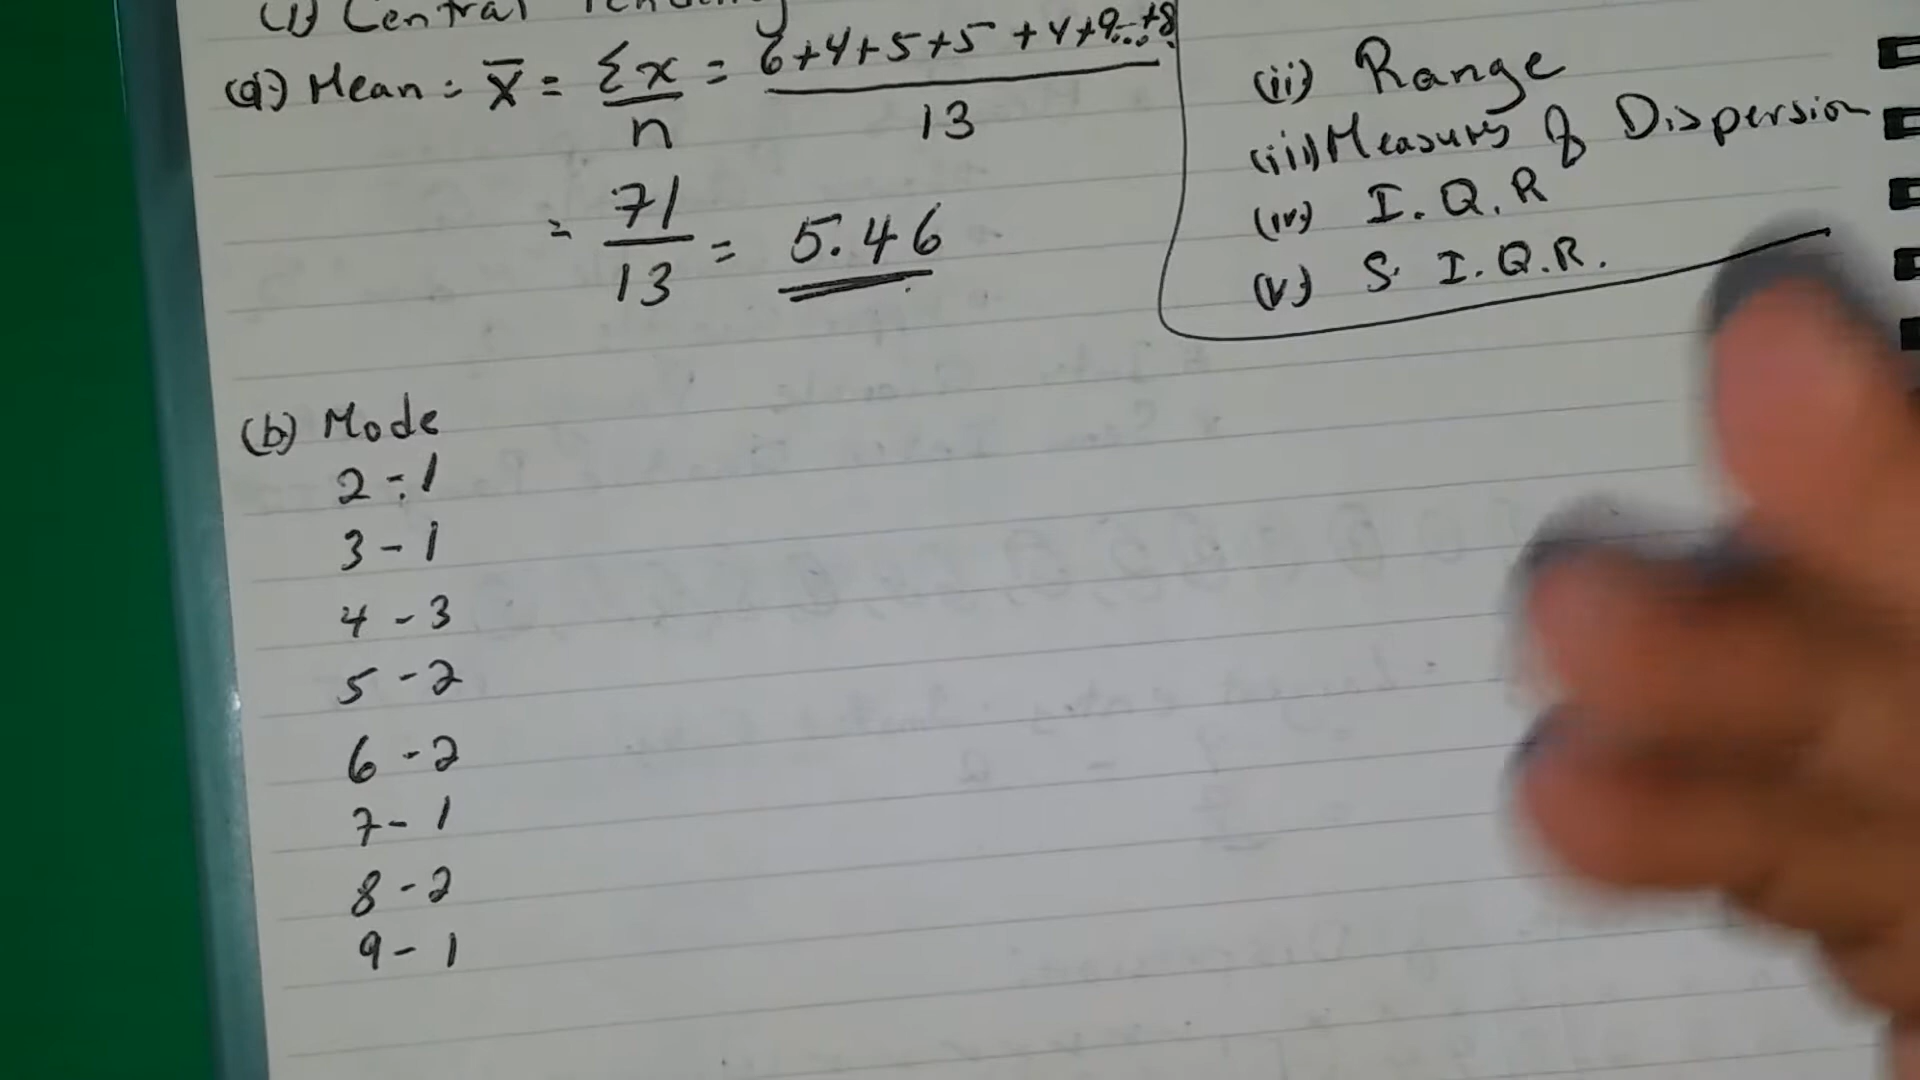 (1) Central
(a) Mean = x̄ = Σx/n = 6+4+5+5+4+9...+8/13
= 71/13 = 5.46
(ii) Range
(iii) Measures of Dispersion
(iv) I.Q.R
(v) S. I.Q.R.
(b) Mode
2 - 1
3 - 1
4 - 3
5 - 2
6 - 2
7 - 1
8 - 2
9 - 1